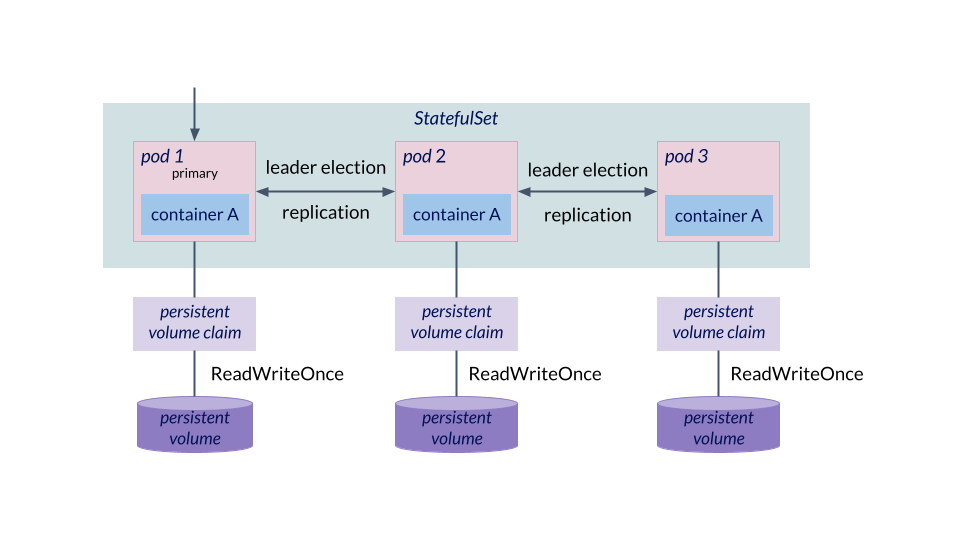 StatefulSet
pod 1
primary
container A
leader election
replication
pod 2
container A
leader election
replication
pod 3
container A
persistent
volume claim
persistent
volume claim
persistent
volume claim
ReadWriteOnce
ReadWriteOnce
ReadWriteOnce
persistent
volume
persistent
volume
persistent
volume